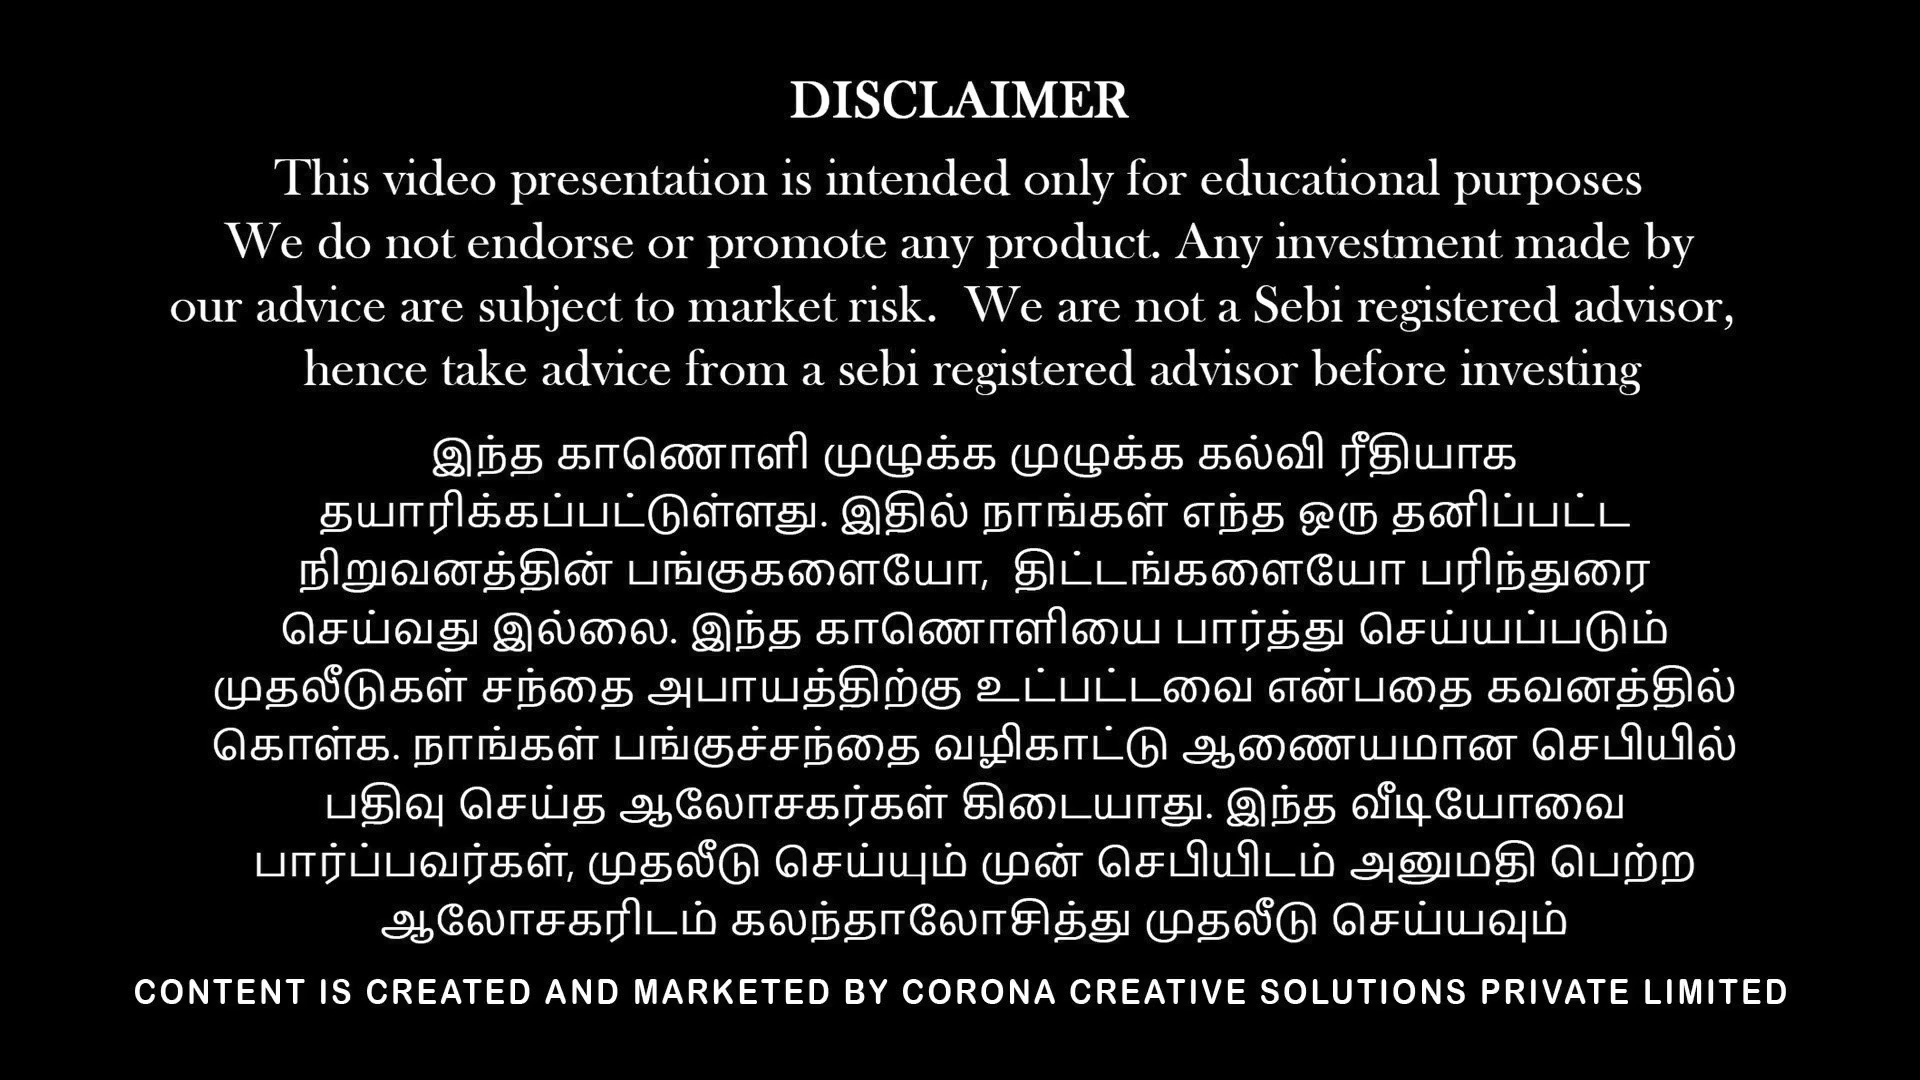 DISCLAIMER
This video presentation is intended only for educational purposes
We do not endorse or promote any product. Any investment made by
our advice are subject to market risk.  We are not a Sebi registered advisor,
hence take advice from a sebi registered advisor before investing
இந்த காணொளி முழுக்க முழுக்க கல்வி ரீதியாக
தயாரிக்கப்பட்டுள்ளது. இதில் நாங்கள் எந்த ஒரு தனிப்பட்ட
நிறுவனத்தின் பங்குகளையோ,  திட்டங்களையோ பரிந்துரை
செய்வது இல்லை. இந்த காணொளியை பார்த்து செய்யப்படும்
முதலீடுகள் சந்தை அபாயத்திற்கு உட்பட்டவை என்பதை கவனத்தில்
கொள்க. நாங்கள் பங்குச்சந்தை வழிகாட்டு ஆணையமான செபியில்
பதிவு செய்த ஆலோசகர்கள் கிடையாது. இந்த வீடியோவை
பார்ப்பவர்கள், முதலீடு செய்யும் முன் செபியிடம் அனுமதி பெற்ற
ஆலோசகரிடம் கலந்தாலோசித்து முதலீடு செய்யவும்
CONTENT IS CREATED AND MARKETED BY CORONA CREATIVE SOLUTIONS PRIVATE LIMITED